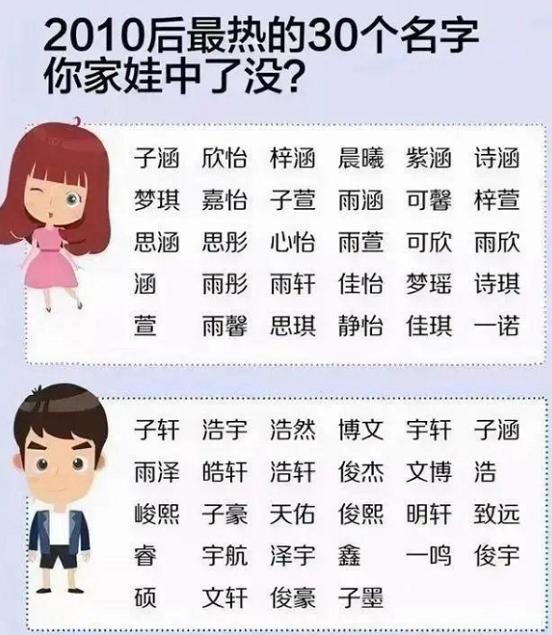 2010后最热的30个名字
你家娃中了没？
子涵 欣怡 梓涵 晨曦 紫涵 诗涵
梦琪 嘉怡 子萱 雨涵 可馨 梓萱
思涵 思彤 心怡 雨萱 可欣 雨欣
涵 雨彤 雨轩 佳怡 梦瑶 诗琪
萱 雨馨 思琪 静怡 佳琪 一诺
子轩 浩宇 浩然 博文 宇轩 子涵
雨泽 皓轩 浩轩 俊杰 文博 浩
峻熙 子豪 天佑 俊熙 明轩 致远
睿 宇航 泽宇 鑫 一鸣 俊宇
硕 文轩 俊豪 子墨